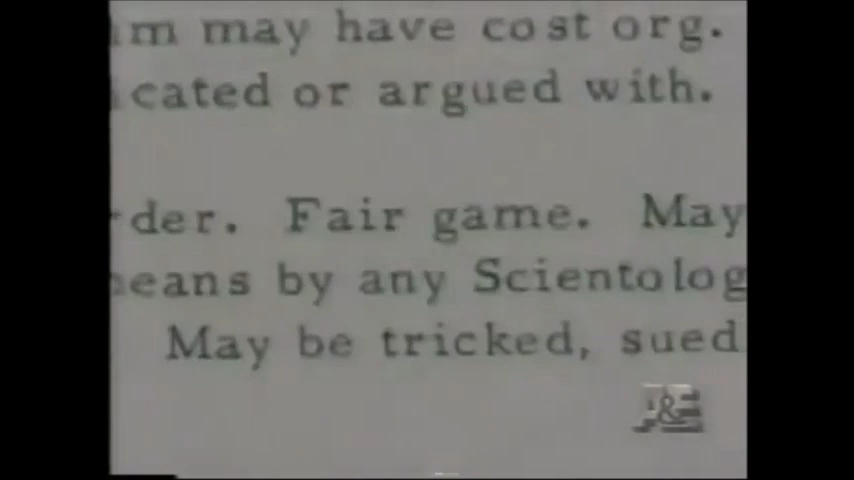 m may have cost org.
cated or argued with.
rder. Fair game. May
eans by any Scientolog
May be tricked, sued
A&E